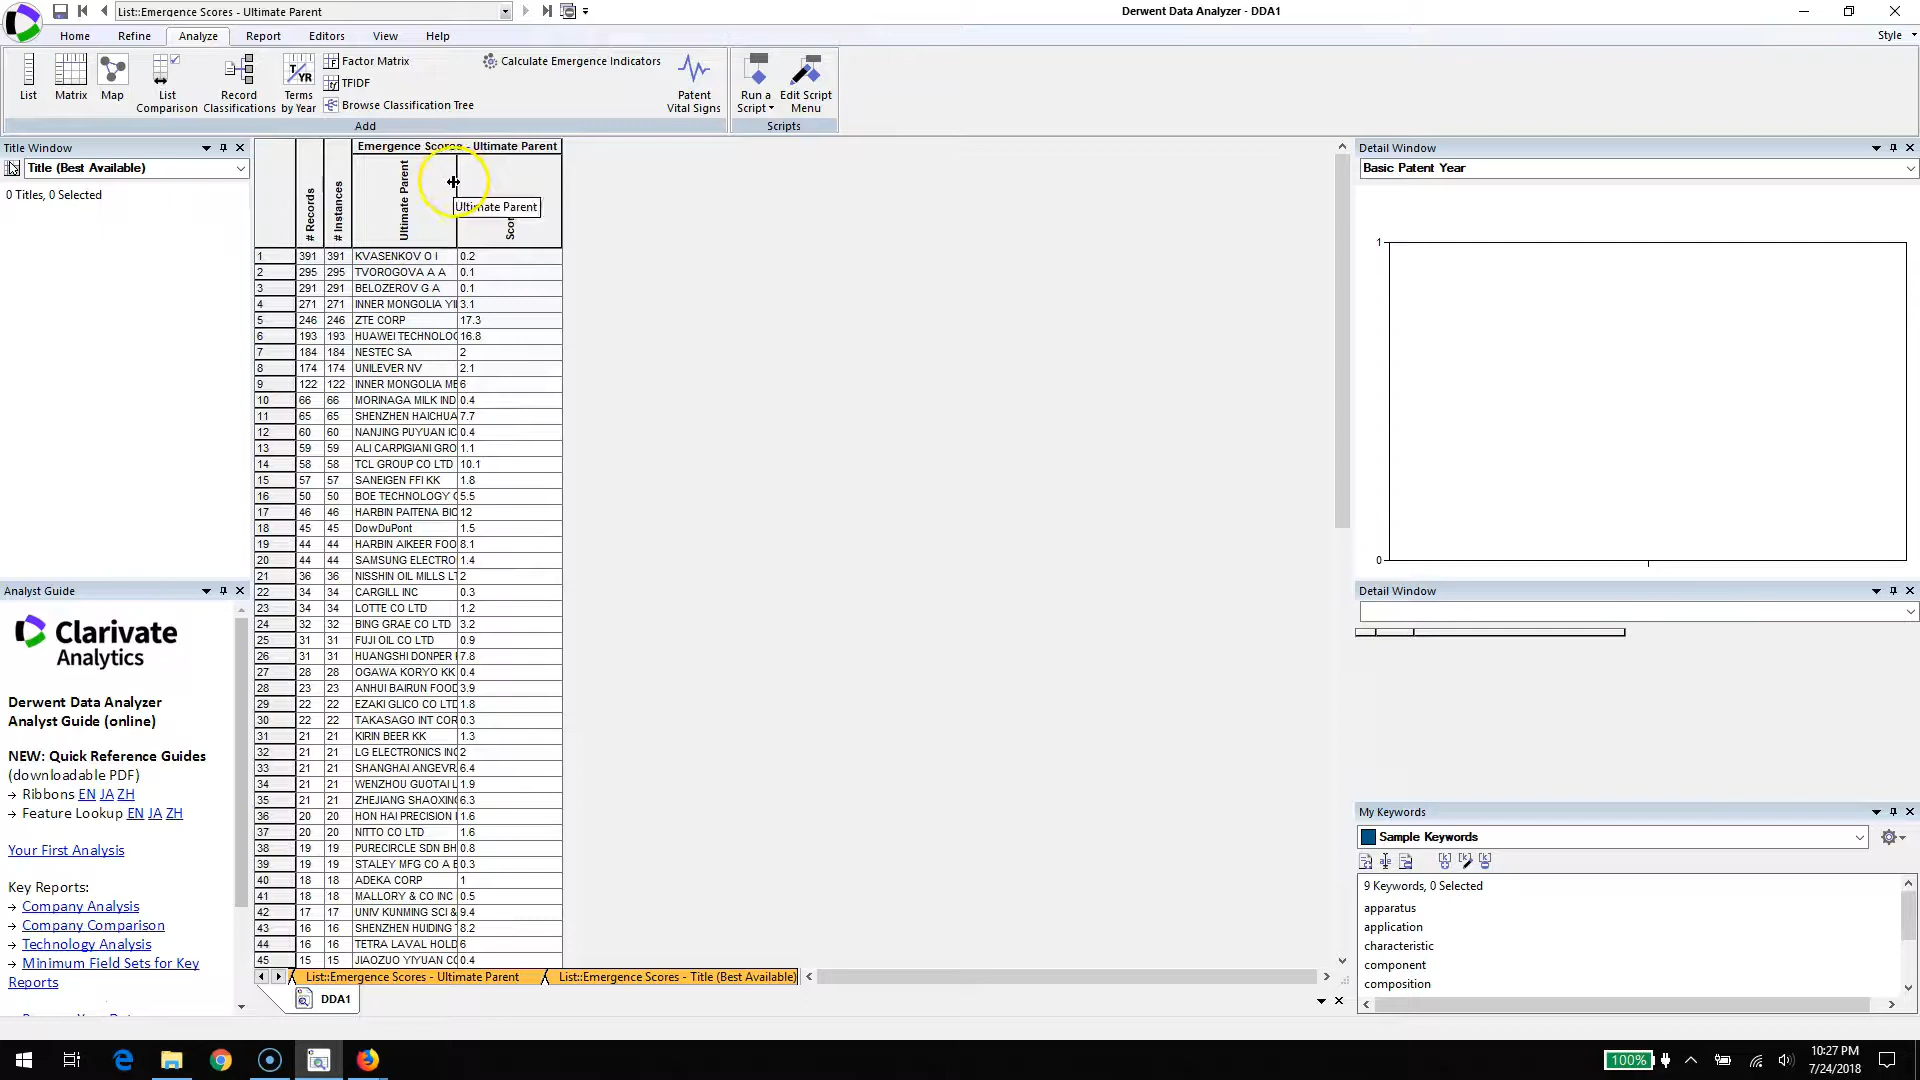 List::Emergence Scores - Ultimate Parent
Derwent Data Analyzer - DDA1
Home Refine Analyze Report Editors View Help
Style
List
Matrix
Map
List Comparison
Record Classifications
Terms by Year
Factor Matrix
TFIDF
Browse Classification Tree
Calculate Emergence Indicators
Patent Vital Signs
Run a Script
Edit Script Menu
Add
Scripts
Title Window
Title (Best Available)
0 Titles, 0 Selected
Emergence Scores - Ultimate Parent
# Records
# Instances
Ultimate Parent
Ultimate Parent
1 391 391 KVASENKOV O I 0.2
2 295 295 TVOROGOVA A A 0.1
3 291 291 BELOZEROV G A 0.1
4 271 271 INNER MONGOLIA YI 3.1
5 246 246 ZTE CORP 17.3
6 193 193 HUAWEI TECHNOLOG 16.8
7 184 184 NESTEC SA 2
8 174 174 UNILEVER NV 2.1
9 122 122 INNER MONGOLIA ME 6
10 66 66 MORINAGA MILK IND 0.4
11 65 65 SHENZHEN HAICHUA 7.7
12 60 60 NANJING PUYUAN IC 0.4
13 59 59 ALI CARPIGIANI GRO 1.1
14 58 58 TCL GROUP CO LTD 10.1
15 57 57 SANEIGEN FFI KK 1.8
16 50 50 BOE TECHNOLOGY G 5.5
17 46 46 HARBIN PAITENA BIO 12
18 45 45 DowDuPont 1.5
19 44 44 HARBIN AIKEER FOO 8.1
20 44 44 SAMSUNG ELECTRO 1.4
21 36 36 NISSHIN OIL MILLS LT 2
22 34 34 CARGILL INC 0.3
23 34 34 LOTTE CO LTD 1.2
24 32 32 BING GRAE CO LTD 3.2
25 31 31 FUJI OIL CO LTD 0.9
26 31 31 HUANGSHI DONPER 7.8
27 28 28 OGAWA KORYO KK 0.4
28 23 23 ANHUI BAIRUN FOOD 3.9
29 22 22 EZAKI GLICO CO LTD 1.8
30 22 22 TAKASAGO INT COR 0.3
31 21 21 KIRIN BEER KK 1.3
32 21 21 LG ELECTRONICS INC 2
33 21 21 SHANGHAI ANGEVR 6.4
34 21 21 WENZHOU GUOTAI L 1.9
35 21 21 ZHEJIANG SHAOXING 6.3
36 20 20 HON HAI PRECISION I 1.6
37 20 20 NITTO CO LTD 1.6
38 19 19 PURECIRCLE SDN BH 0.8
39 19 19 STALEY MFG CO A E 0.3
40 18 18 ADEKA CORP 1
41 18 18 MALLORY & CO INC 0.5
42 17 17 UNIV KUNMING SCI & 9.4
43 16 16 SHENZHEN HUIDING 8.2
44 16 16 TETRA LAVAL HOLD 6
45 15 15 JIAOZUO YIYUAN CO 0.4
List::Emergence Scores - Ultimate Parent
List::Emergence Scores - Title (Best Available)
DDA1
Analyst Guide
Clarivate
Analytics
Derwent Data Analyzer
Analyst Guide (online)
NEW: Quick Reference Guides
(downloadable PDF)
→ Ribbons EN JA ZH
→ Feature Lookup EN JA ZH
Your First Analysis
Key Reports:
→ Company Analysis
→ Company Comparison
→ Technology Analysis
→ Minimum Field Sets for Key
Reports
Detail Window
Basic Patent Year
1
0
Detail Window
My Keywords
Sample Keywords
9 Keywords, 0 Selected
apparatus
application
characteristic
component
composition
100%
10:27 PM
7/24/2018